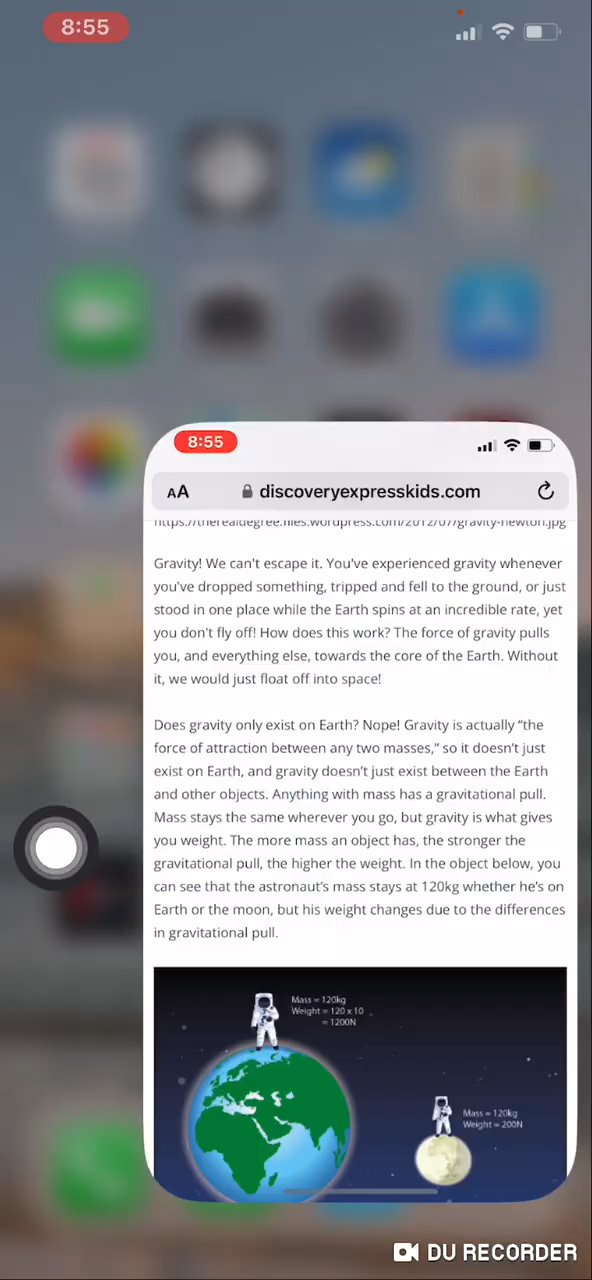 8:55
8:55
AA discoveryexpresskids.com
https://therealdegree.files.wordpress.com/2012/07/gravity-newton.jpg
Gravity! We can't escape it. You've experienced gravity whenever
you've dropped something, tripped and fell to the ground, or just
stood in one place while the Earth spins at an incredible rate, yet
you don't fly off! How does this work? The force of gravity pulls
you, and everything else, towards the core of the Earth. Without
it, we would just float off into space!
Does gravity only exist on Earth? Nope! Gravity is actually “the
force of attraction between any two masses,” so it doesn't just
exist on Earth, and gravity doesn’t just exist between the Earth
and other objects. Anything with mass has a gravitational pull.
Mass stays the same wherever you go, but gravity is what gives
you weight. The more mass an object has, the stronger the
gravitational pull, the higher the weight. In the object below, you
can see that the astronaut’s mass stays at 120kg whether he’s on
Earth or the moon, but his weight changes due to the differences
in gravitational pull.
Mass = 120kg
Weight = 120 x 10
= 1200N
Mass = 120kg
Weight = 200N
DU RECORDER